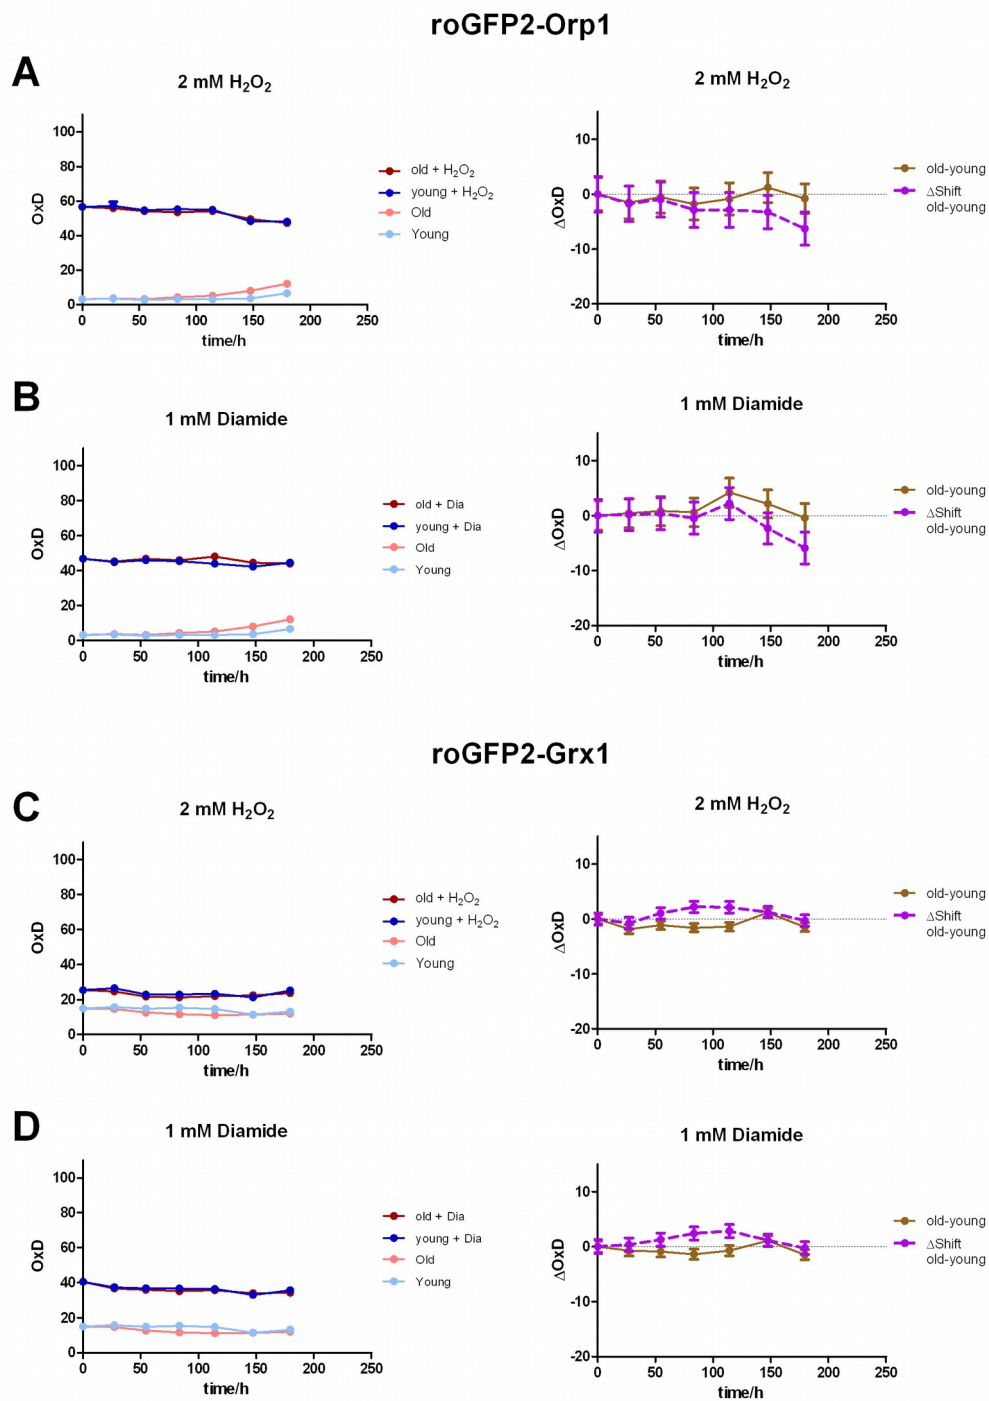 roGFP2-Orp1
A
2 mM H₂O₂
OxD
100
80
60
40
20
0
0 50 100 150 200 250
time/h
old + H₂O₂
young + H₂O₂
Old
Young
2 mM H₂O₂
ΔOxD
10
0
-10
-20
0 50 100 150 200 250
time/h
old-young
ΔShift
old-young
B
1 mM Diamide
OxD
100
80
60
40
20
0
0 50 100 150 200 250
time/h
old + Dia
young + Dia
Old
Young
1 mM Diamide
ΔOxD
10
0
-10
-20
0 50 100 150 200 250
time/h
old-young
ΔShift
old-young
roGFP2-Grx1
C
2 mM H₂O₂
OxD
100
80
60
40
20
0
0 50 100 150 200 250
time/h
old + H₂O₂
young + H₂O₂
Old
Young
2 mM H₂O₂
ΔOxD
10
0
-10
-20
0 50 100 150 200 250
time/h
old-young
ΔShift
old-young
D
1 mM Diamide
OxD
100
80
60
40
20
0
0 50 100 150 200 250
time/h
old + Dia
young + Dia
Old
Young
1 mM Diamide
ΔOxD
10
0
-10
-20
0 50 100 150 200 250
time/h
old-young
ΔShift
old-young